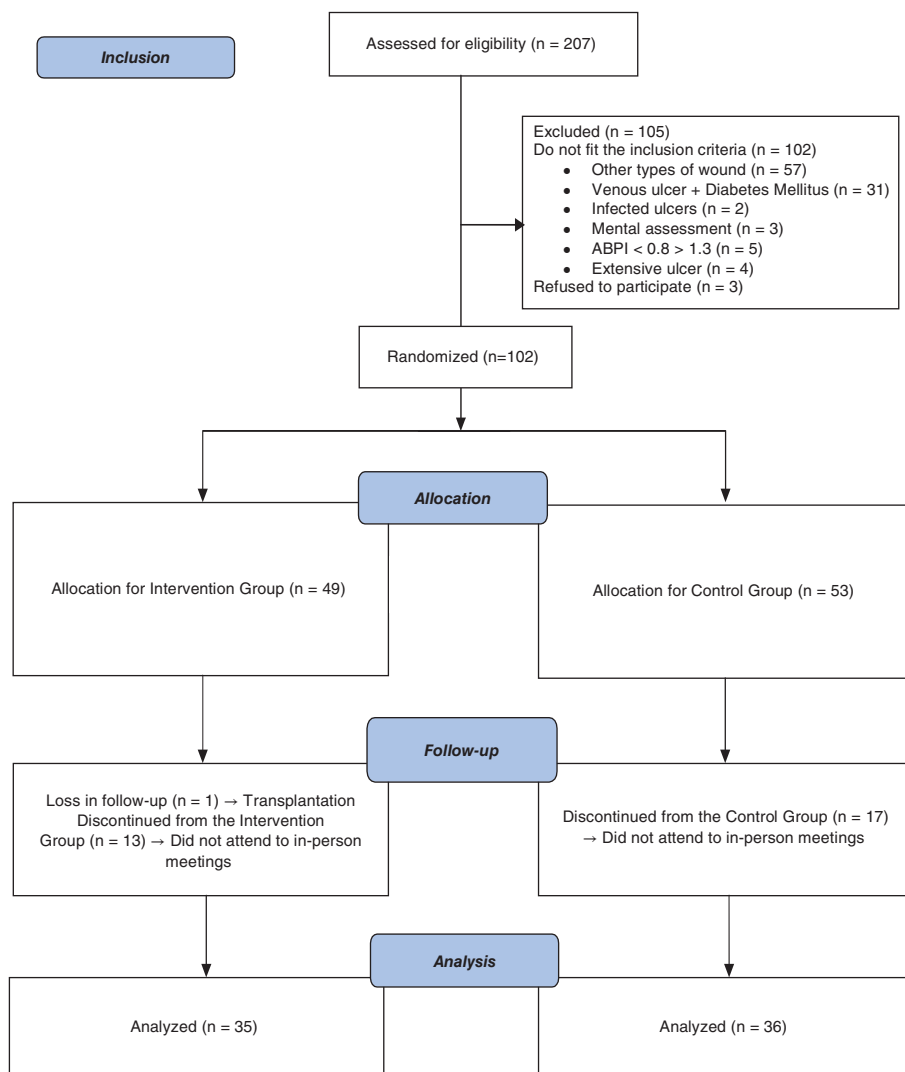 Assessed for eligibility (n = 207)
Inclusion
Excluded (n = 105)
Do not fit the inclusion criteria (n = 102)
● Other types of wound (n = 57)
● Venous ulcer + Diabetes Mellitus (n = 31)
● Infected ulcers (n = 2)
● Mental assessment (n = 3)
● ABPI < 0.8 > 1.3 (n = 5)
● Extensive ulcer (n = 4)
Refused to participate (n = 3)
Randomized (n=102)
Allocation
Allocation for Intervention Group (n = 49)
Allocation for Control Group (n = 53)
Follow-up
Loss in follow-up (n = 1) → Transplantation
Discontinued from the Intervention
Group (n = 13) → Did not attend to in-person
meetings
Discontinued from the Control Group (n = 17)
→ Did not attend to in-person meetings
Analysis
Analyzed (n = 35)
Analyzed (n = 36)